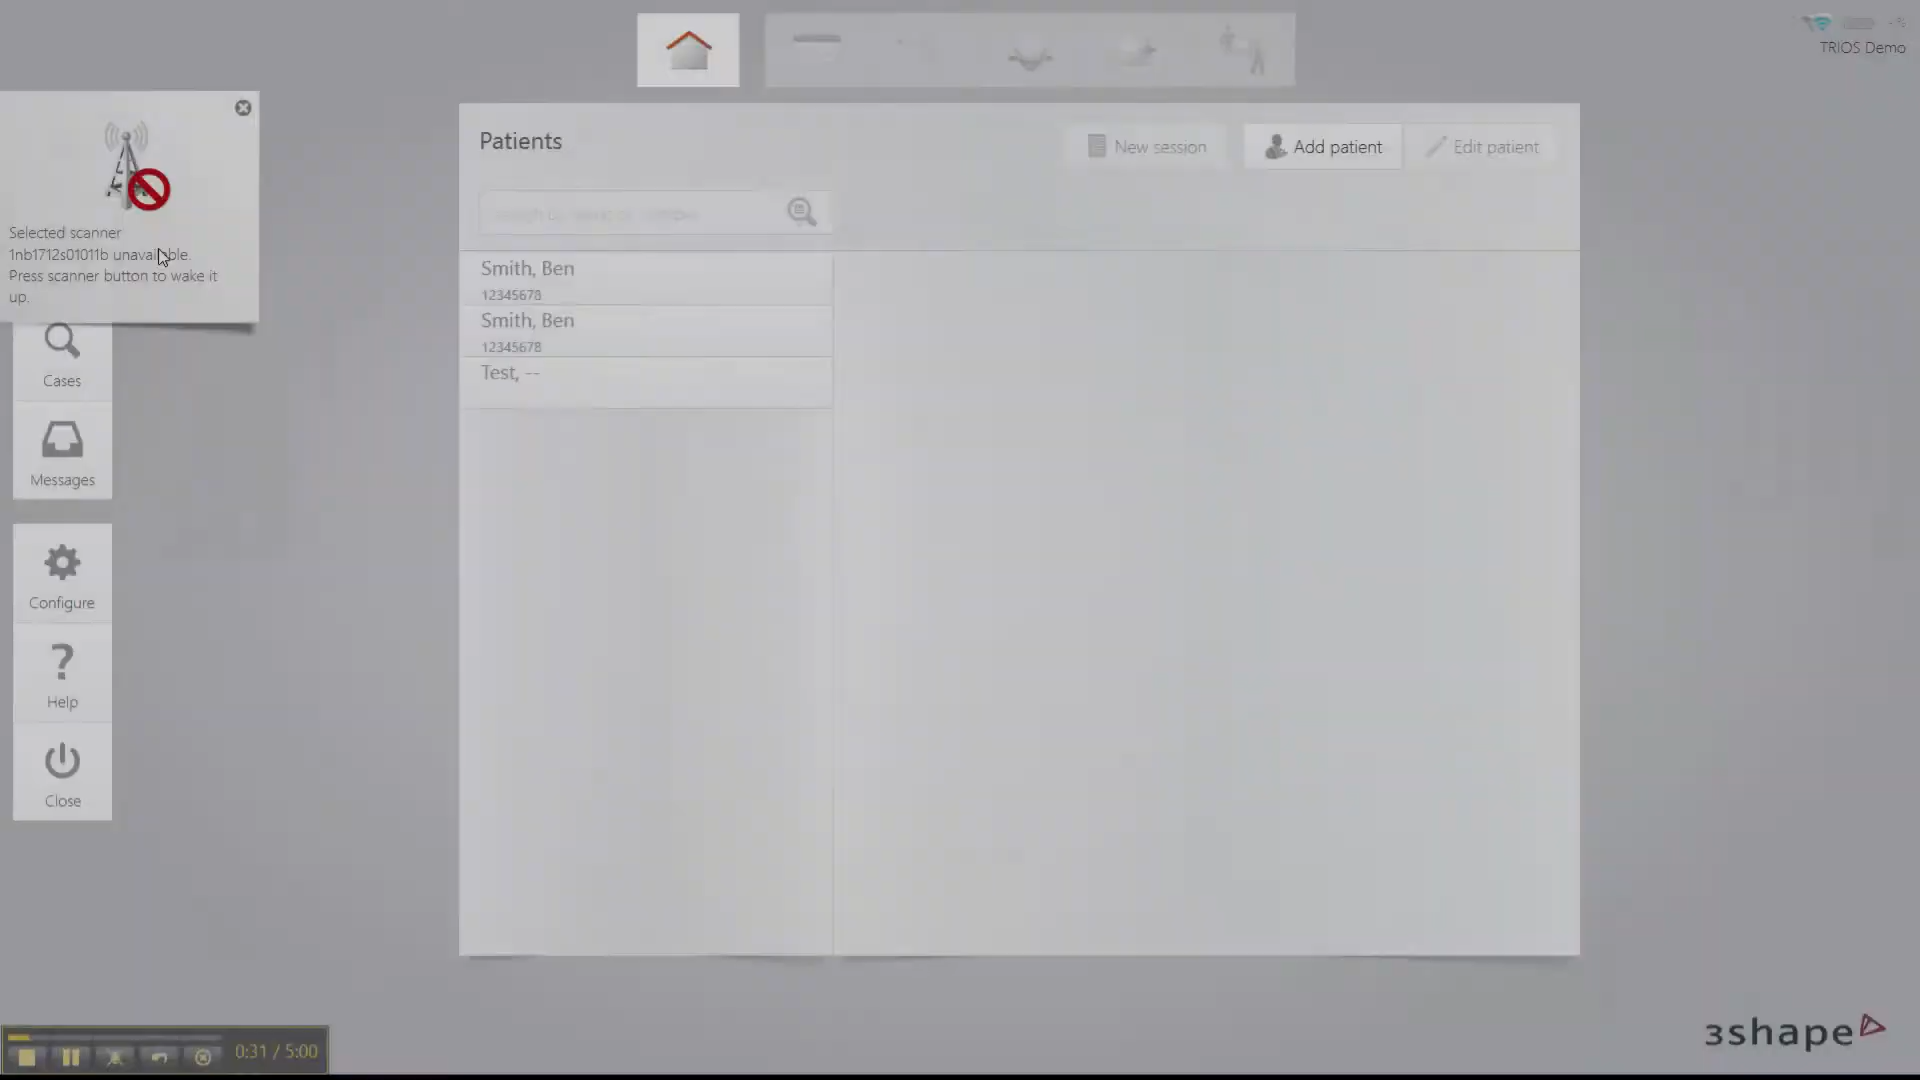 TRIOS Demo
Selected scanner
1nb1712s01011b unavailable.
Press scanner button to wake it
up.
Patients
New session
Add patient
Edit patient
Smith, Ben
12345678
Smith, Ben
12345678
Test, --
Cases
Messages
Configure
?
Help
Close
0:31 / 5:00
3shape